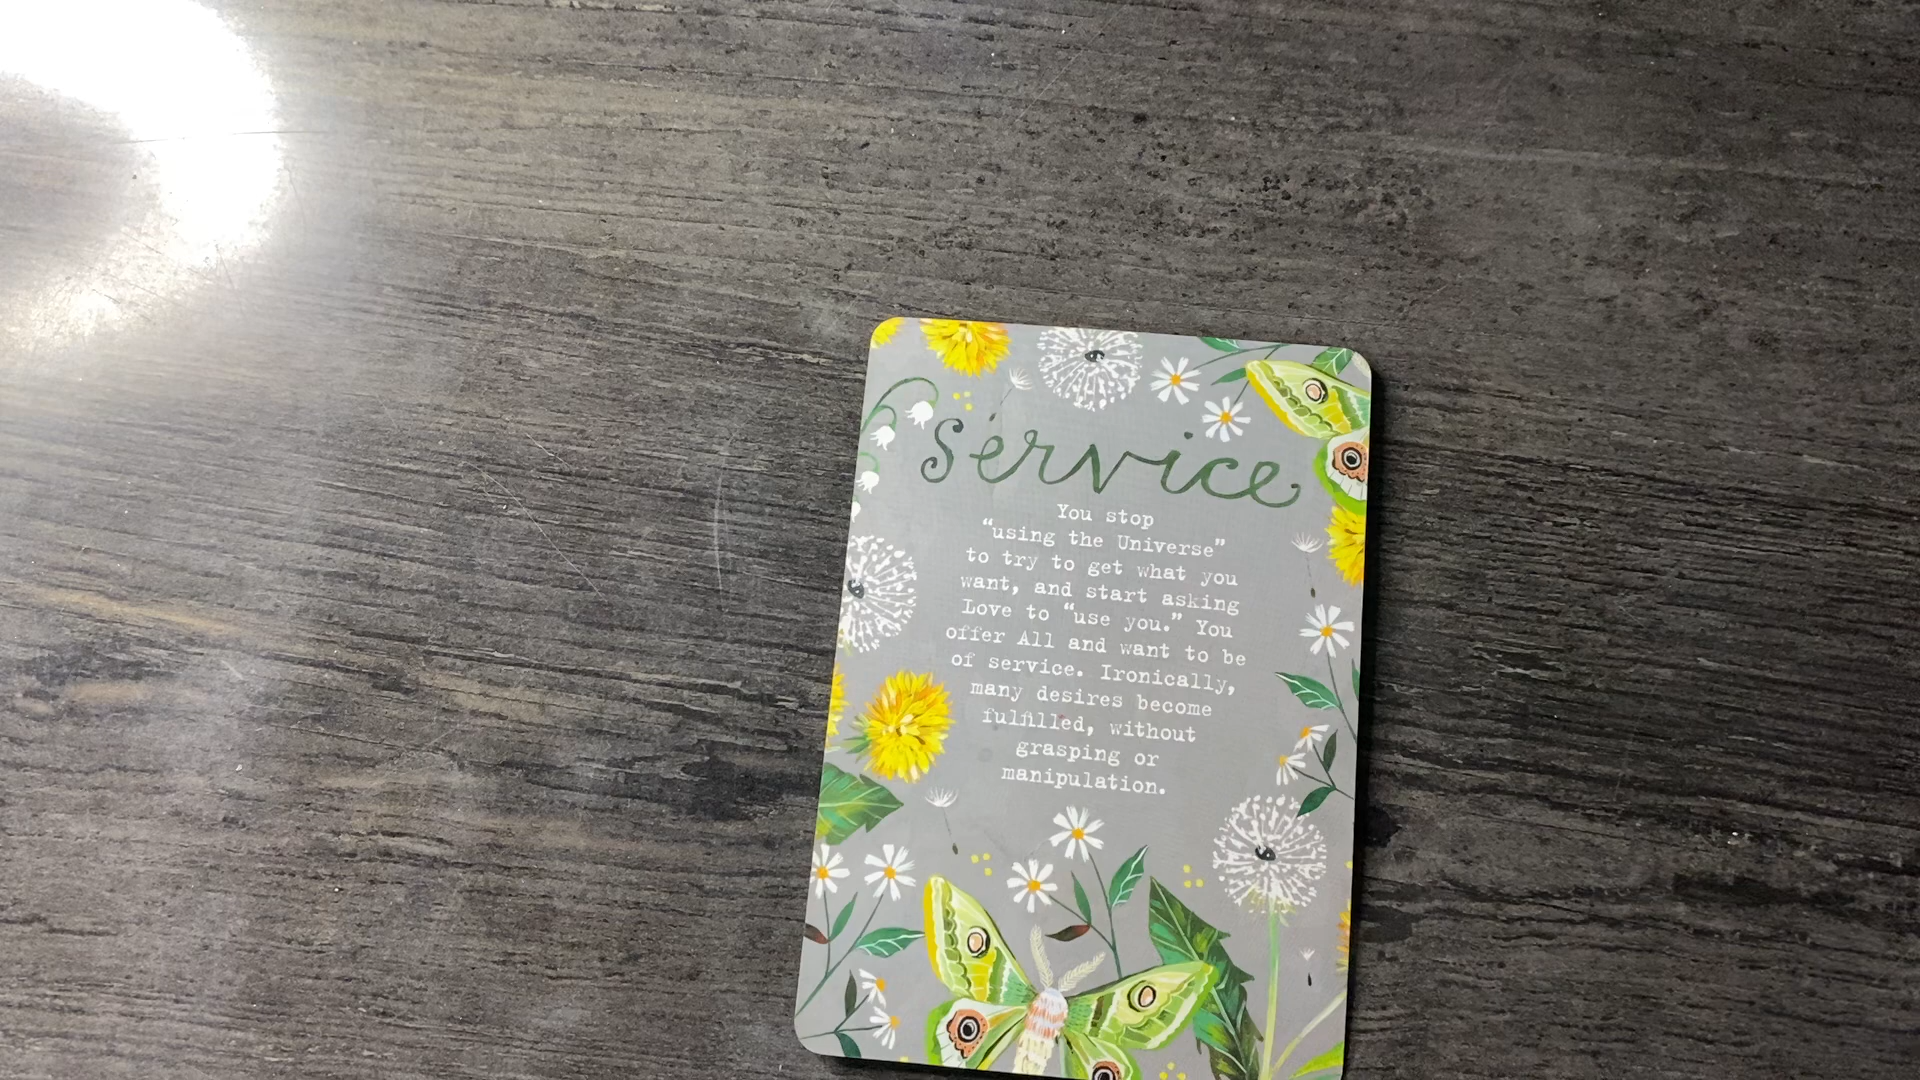 Service
You stop
“using the Universe”
to try to get what you
want, and start asking
Love to “use you.” You
offer All and want to be
of service. Ironically,
many desires become
fulfilled, without
grasping or
manipulation.